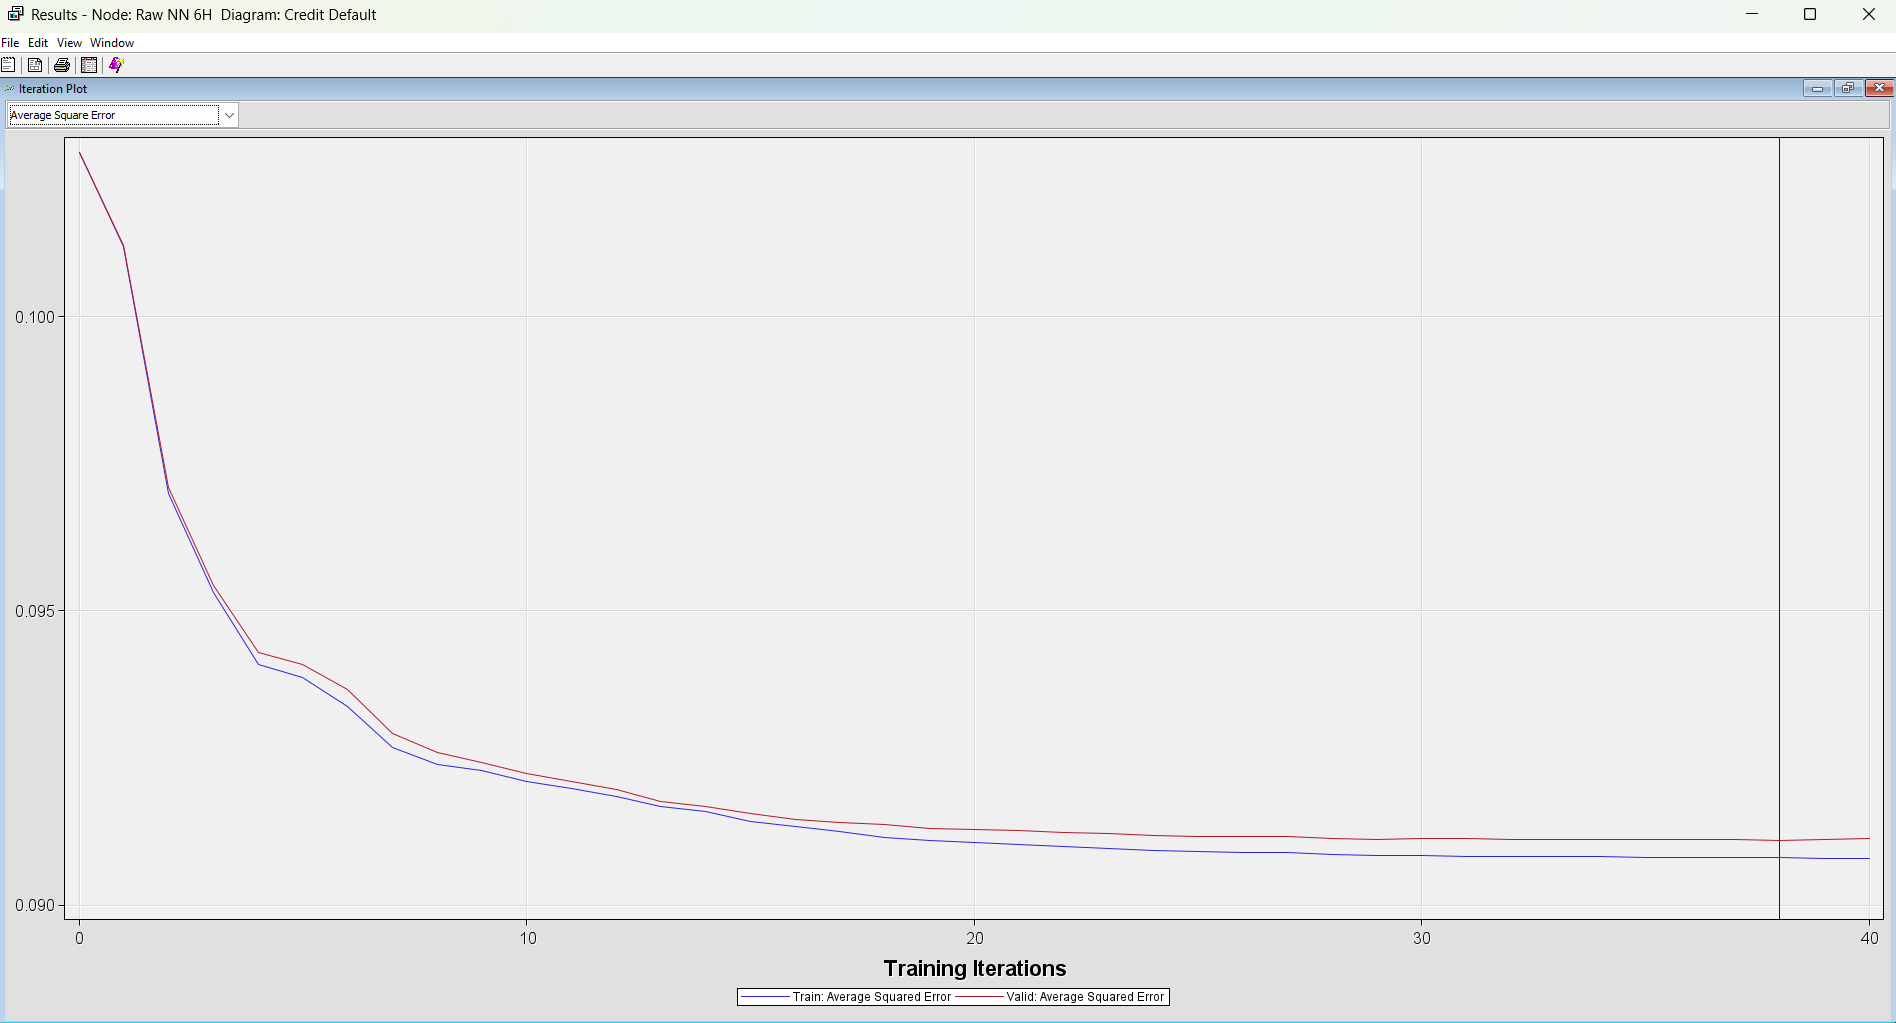 Results - Node: Raw NN 6H  Diagram: Credit Default
File Edit View Window
Iteration Plot
Average Square Error
0.100
0.095
0.090
0 10 20 30 40
Training Iterations
Train: Average Squared Error Valid: Average Squared Error